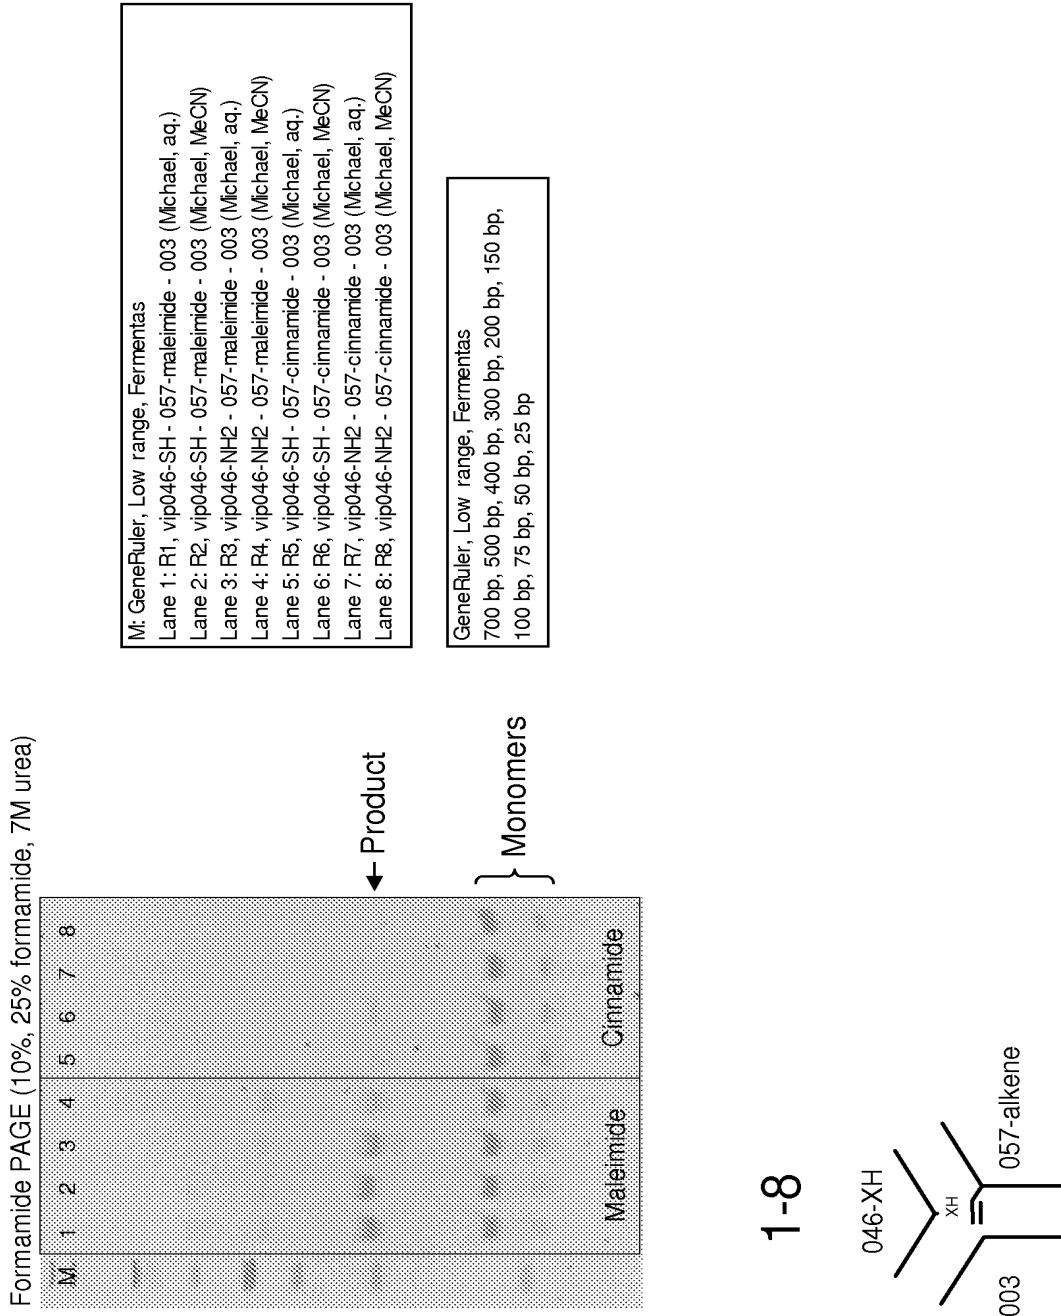 Formamide PAGE (10%, 25% formamide, 7M urea)
M 1 2 3 4 5 6 7 8
Product
Monomers
Maleimide Cinnamide
M: GeneRuler, Low range, Fermentas
Lane 1: R1, vip046-SH - 057-maleimide - 003 (Michael, aq.)
Lane 2: R2, vip046-SH - 057-maleimide - 003 (Michael, MeCN)
Lane 3: R3, vip046-NH2 - 057-maleimide - 003 (Michael, aq.)
Lane 4: R4, vip046-NH2 - 057-maleimide - 003 (Michael, MeCN)
Lane 5: R5, vip046-SH - 057-cinnamide - 003 (Michael, aq.)
Lane 6: R6, vip046-SH - 057-cinnamide - 003 (Michael, MeCN)
Lane 7: R7, vip046-NH2 - 057-cinnamide - 003 (Michael, aq.)
Lane 8: R8, vip046-NH2 - 057-cinnamide - 003 (Michael, MeCN)
GeneRuler, Low range, Fermentas
700 bp, 500 bp, 400 bp, 300 bp, 200 bp, 150 bp,
100 bp, 75 bp, 50 bp, 25 bp
1-8
046-XH
XH
003
057-alkene